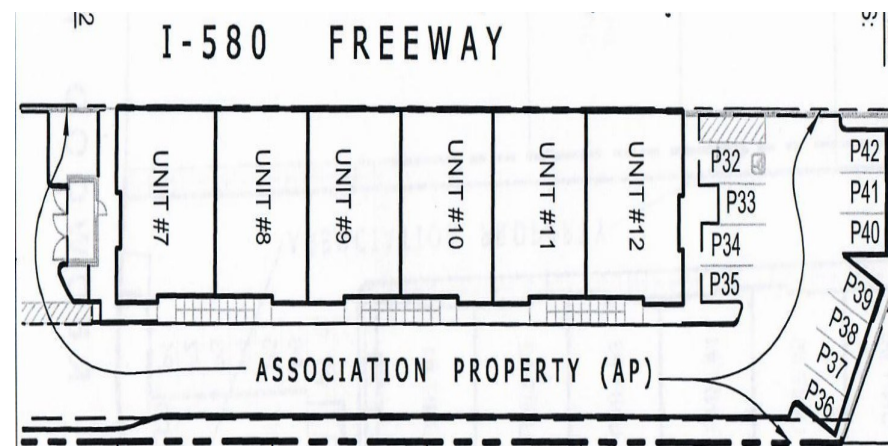 I-580 FREEWAY
UNIT #7
UNIT #8
UNIT #9
UNIT #10
UNIT #11
UNIT #12
P32
P33
P34
P35
P42
P41
P40
P39
P38
P37
P36
ASSOCIATION PROPERTY (AP)